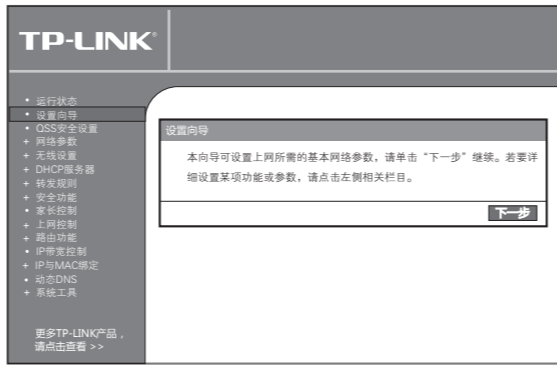 TP-LINK®
• 运行状态
• 设置向导
• QSS安全设置
+ 网络参数
+ 无线设置
+ DHCP服务器
+ 转发规则
+ 安全功能
• 家长控制
+ 上网控制
+ 路由功能
• IP带宽控制
+ IP与MAC绑定
• 动态DNS
+ 系统工具
更多TP-LINK产品，
请点击查看 >>
设置向导
本向导可设置上网所需的基本网络参数，请单击“下一步”继续。若要详
细设置某项功能或参数，请点击左侧相关栏目。
下一步